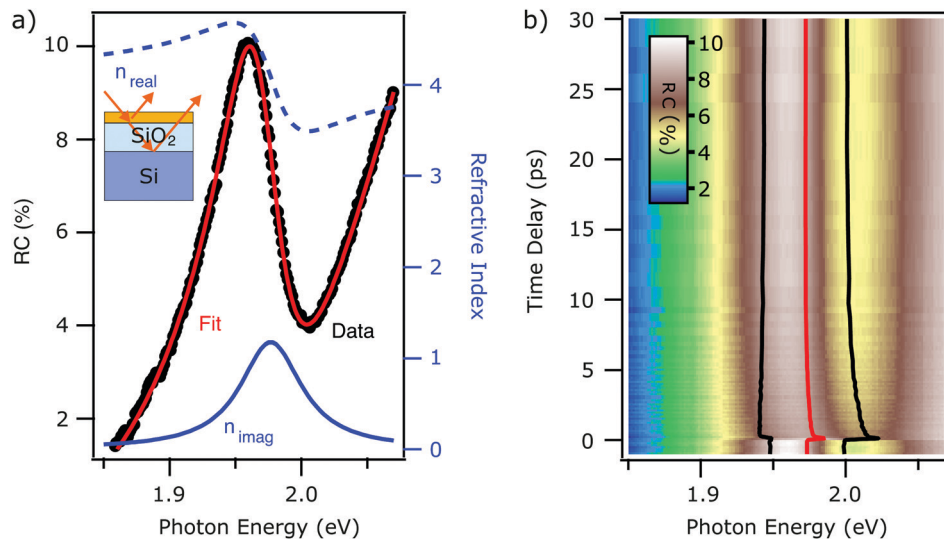 a)
10
8
6
4
2
RC (%)
n real
SiO2
Si
Fit
Data
n imag
4
3
2
1
0
Refractive Index
1.9
2.0
Photon Energy (eV)
b)
30
25
20
15
10
5
0
Time Delay (ps)
10
8
6
4
2
RC (%)
1.9
2.0
Photon Energy (eV)